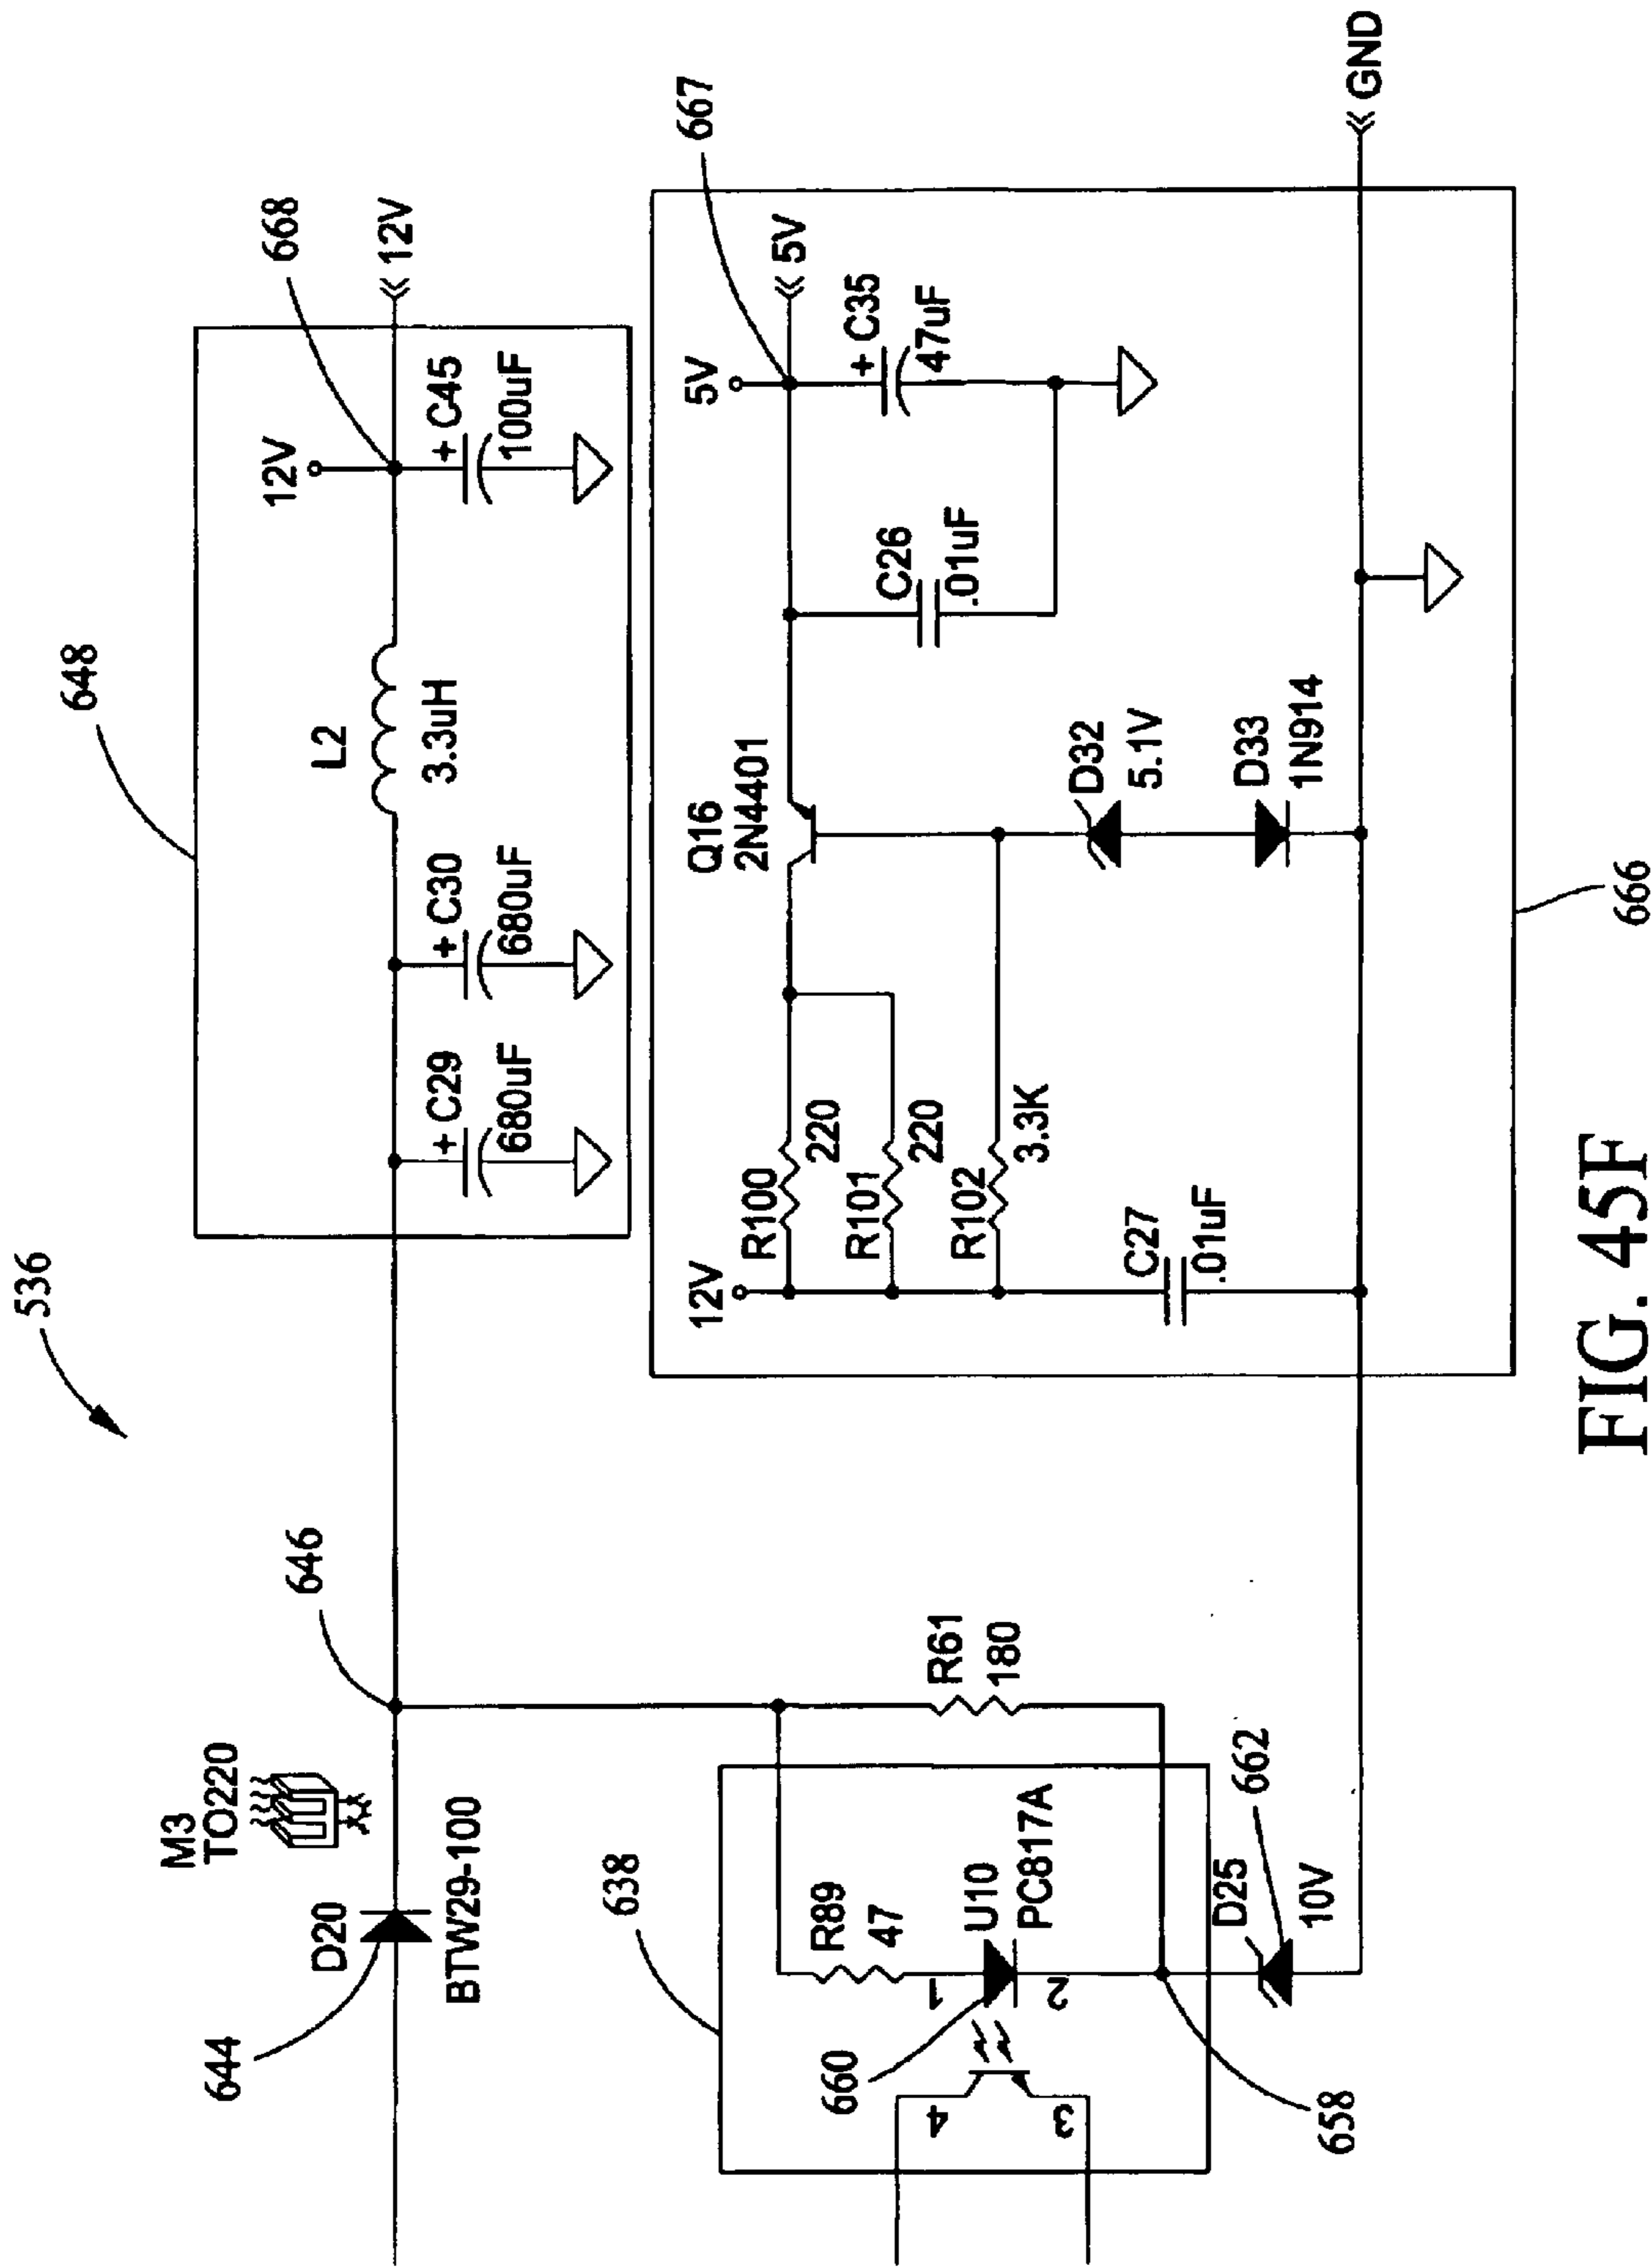 536
M3
TO220
646
648
668
644
D20
BTW29-100
+ C29
680uF
+ C30
680uF
L2
3.3uH
12V
+ C45
100uF
12V
638
660
R89
47
1
U10
PC817A
2
4
3
658
R61
180
D25
662
10V
12V
R100
220
R101
220
R102
3.3K
C27
.01uF
Q16
2N4401
D32
5.1V
D33
1N914
C26
.01uF
5V
+ C35
47uF
5V
667
GND
666
FIG. 45F